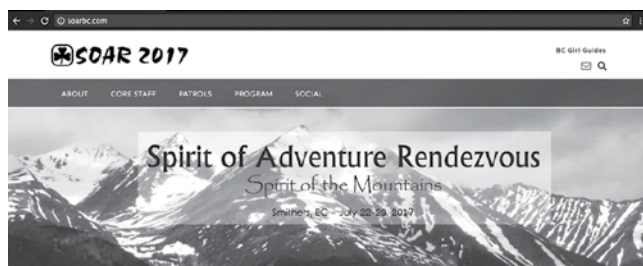 soarbc.com
SOAR 2017
BC Girl Guides
ABOUT CORE STAFF PATROLS PROGRAM SOCIAL
Spirit of Adventure Rendezvous
Spirit of the Mountains
Smithers, BC - July 22-29, 2017